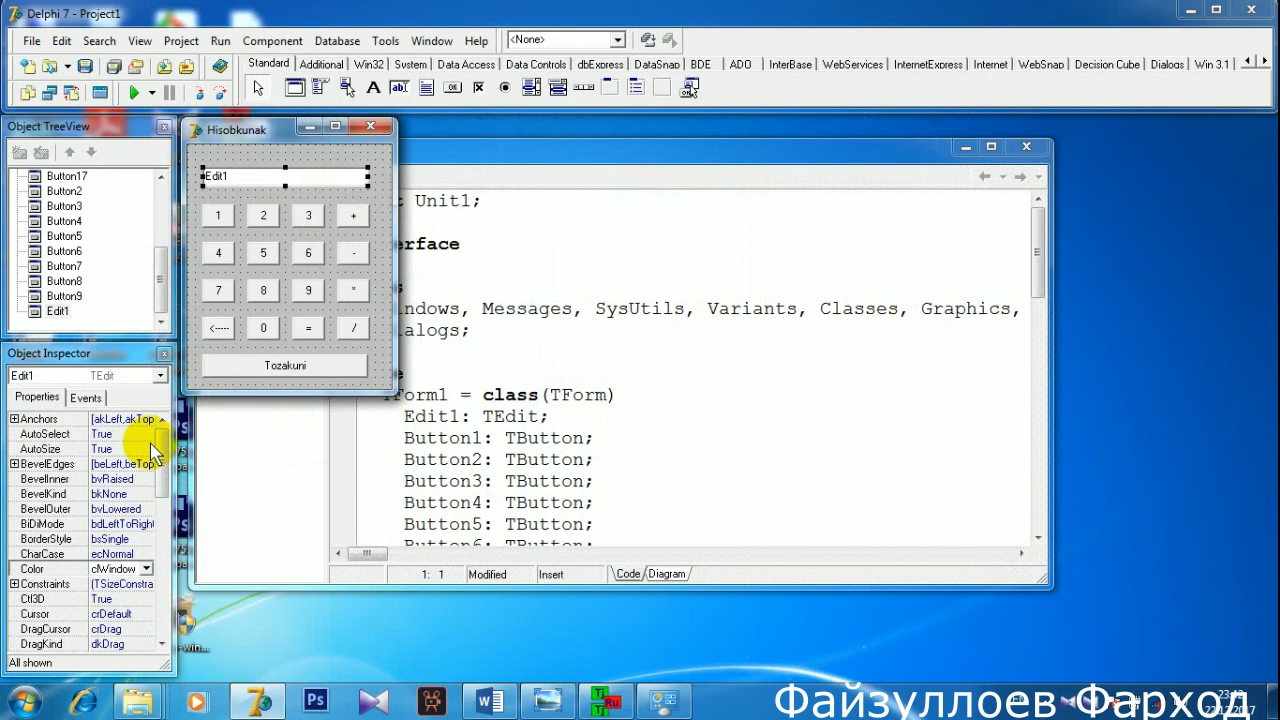 Delphi 7 - Project1
File Edit Search View Project Run Component Database Tools Window Help <None>
Standard Additional Win32 System Data Access Data Controls dbExpress DataSnap BDE ADO InterBase WebServices InternetExpress Internet WebSnap Decision Cube Dialogs Win 3.1
Object TreeView
Button17
Button2
Button3
Button4
Button5
Button6
Button7
Button8
Button9
Edit1
Hisobkunak
Edit1
1 2 3 +
4 5 6 -
7 8 9 *
<---- 0 = /
Tozakuni
Unit1;
erface
s
ndows, Messages, SysUtils, Variants, Classes, Graphics,
alogs;
e
TForm1 = class(TForm)
Edit1: TEdit;
Button1: TButton;
Button2: TButton;
Button3: TButton;
Button4: TButton;
Button5: TButton;
Button6: TButton;
1: 1 Modified Insert Code Diagram
Object Inspector
Edit1 TEdit
Properties Events
Anchors [akLeft,akTop
AutoSelect True
AutoSize True
BevelEdges [beLeft,beTop
BevelInner bvRaised
BevelKind bkNone
BevelOuter bvLowered
BiDiMode bdLeftToRight
BorderStyle bsSingle
CharCase ecNormal
Color clWindow
Constraints (TSizeConstra
Ctl3D True
Cursor crDefault
DragCursor crDrag
DragKind dkDrag
All shown
Файзуллоев Фарход